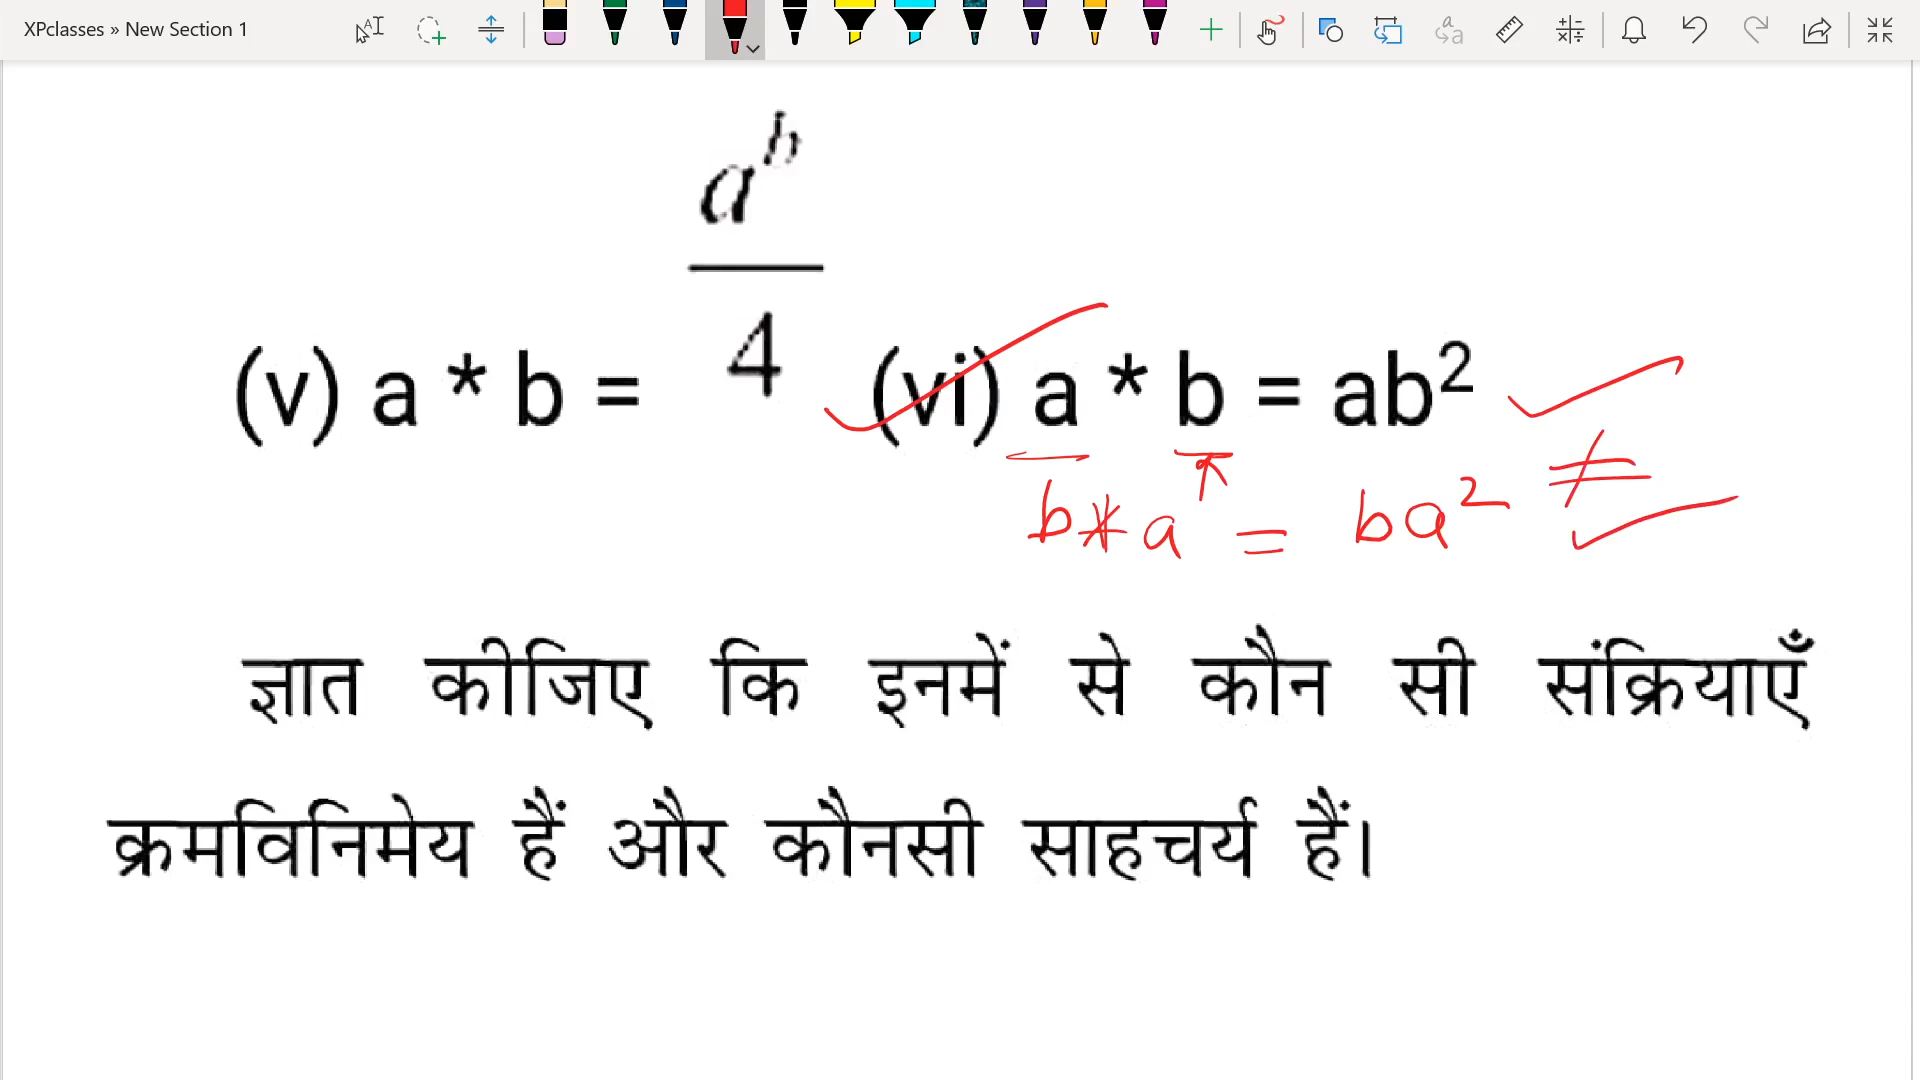 XPclasses » New Section 1
(v) a * b = a^b/4 (vi) a * b = ab²
≠
b * a = ba²
ज्ञात कीजिए कि इनमें से कौन सी संक्रियाएँ
क्रमविनिमेय हैं और कौनसी साहचर्य हैं।